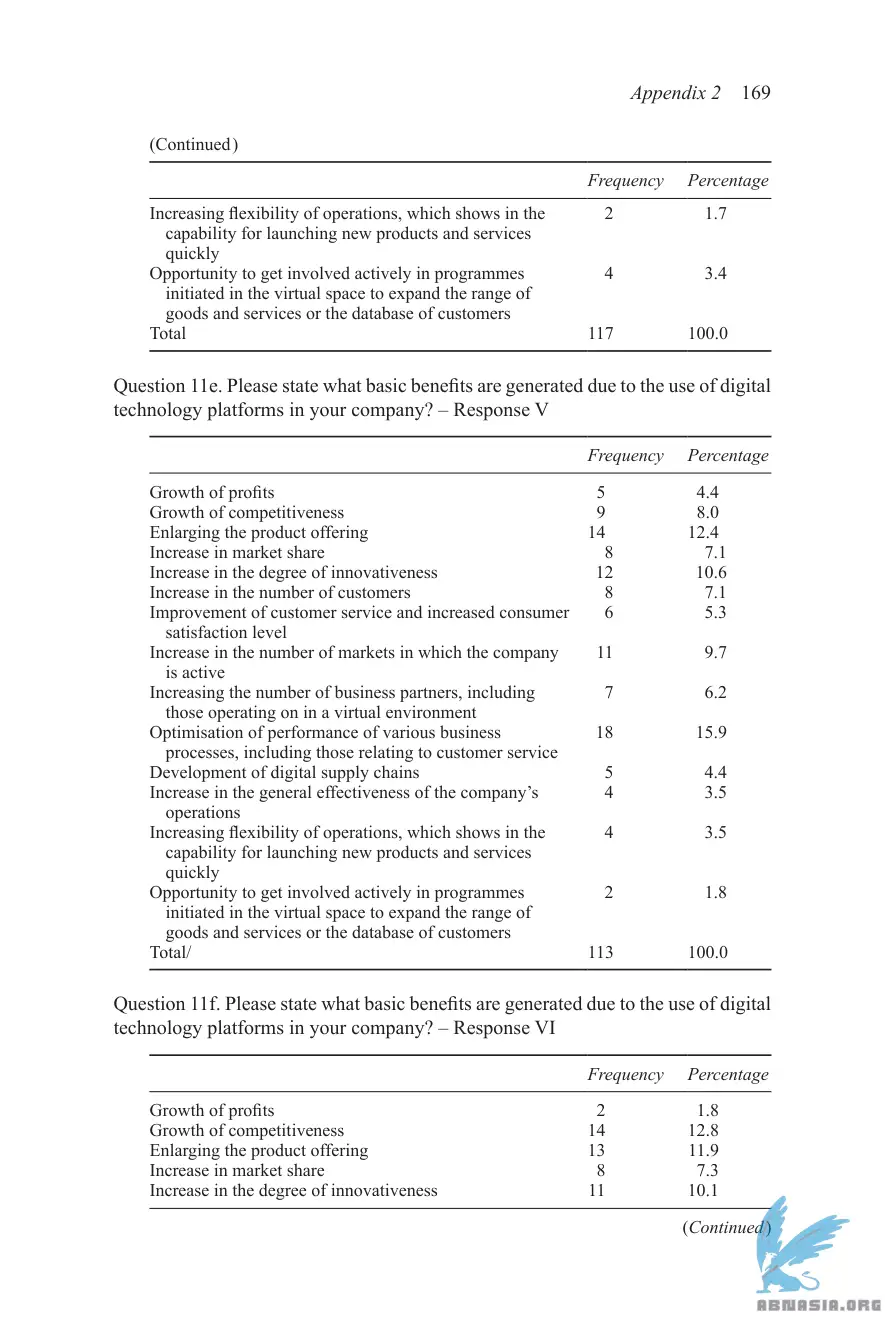 Appendix 2 169
(Continued)
Frequency Percentage
Increasing flexibility of operations, which shows in the 2 1.7
capability for launching new products and services
quickly
Opportunity to get involved actively in programmes 4 3.4
initiated in the virtual space to expand the range of
goods and services or the database of customers
Total 117 100.0
Question 11e. Please state what basic benefits are generated due to the use of digital
technology platforms in your company? – Response V
Frequency Percentage
Growth of profits 5 4.4
Growth of competitiveness 9 8.0
Enlarging the product offering 14 12.4
Increase in market share 8 7.1
Increase in the degree of innovativeness 12 10.6
Increase in the number of customers 8 7.1
Improvement of customer service and increased consumer 6 5.3
satisfaction level
Increase in the number of markets in which the company 11 9.7
is active
Increasing the number of business partners, including 7 6.2
those operating on in a virtual environment
Optimisation of performance of various business 18 15.9
processes, including those relating to customer service
Development of digital supply chains 5 4.4
Increase in the general effectiveness of the company’s 4 3.5
operations
Increasing flexibility of operations, which shows in the 4 3.5
capability for launching new products and services
quickly
Opportunity to get involved actively in programmes 2 1.8
initiated in the virtual space to expand the range of
goods and services or the database of customers
Total/ 113 100.0
Question 11f. Please state what basic benefits are generated due to the use of digital
technology platforms in your company? – Response VI
Frequency Percentage
Growth of profits 2 1.8
Growth of competitiveness 14 12.8
Enlarging the product offering 13 11.9
Increase in market share 8 7.3
Increase in the degree of innovativeness 11 10.1
(Continued)
ABNASIA.ORG